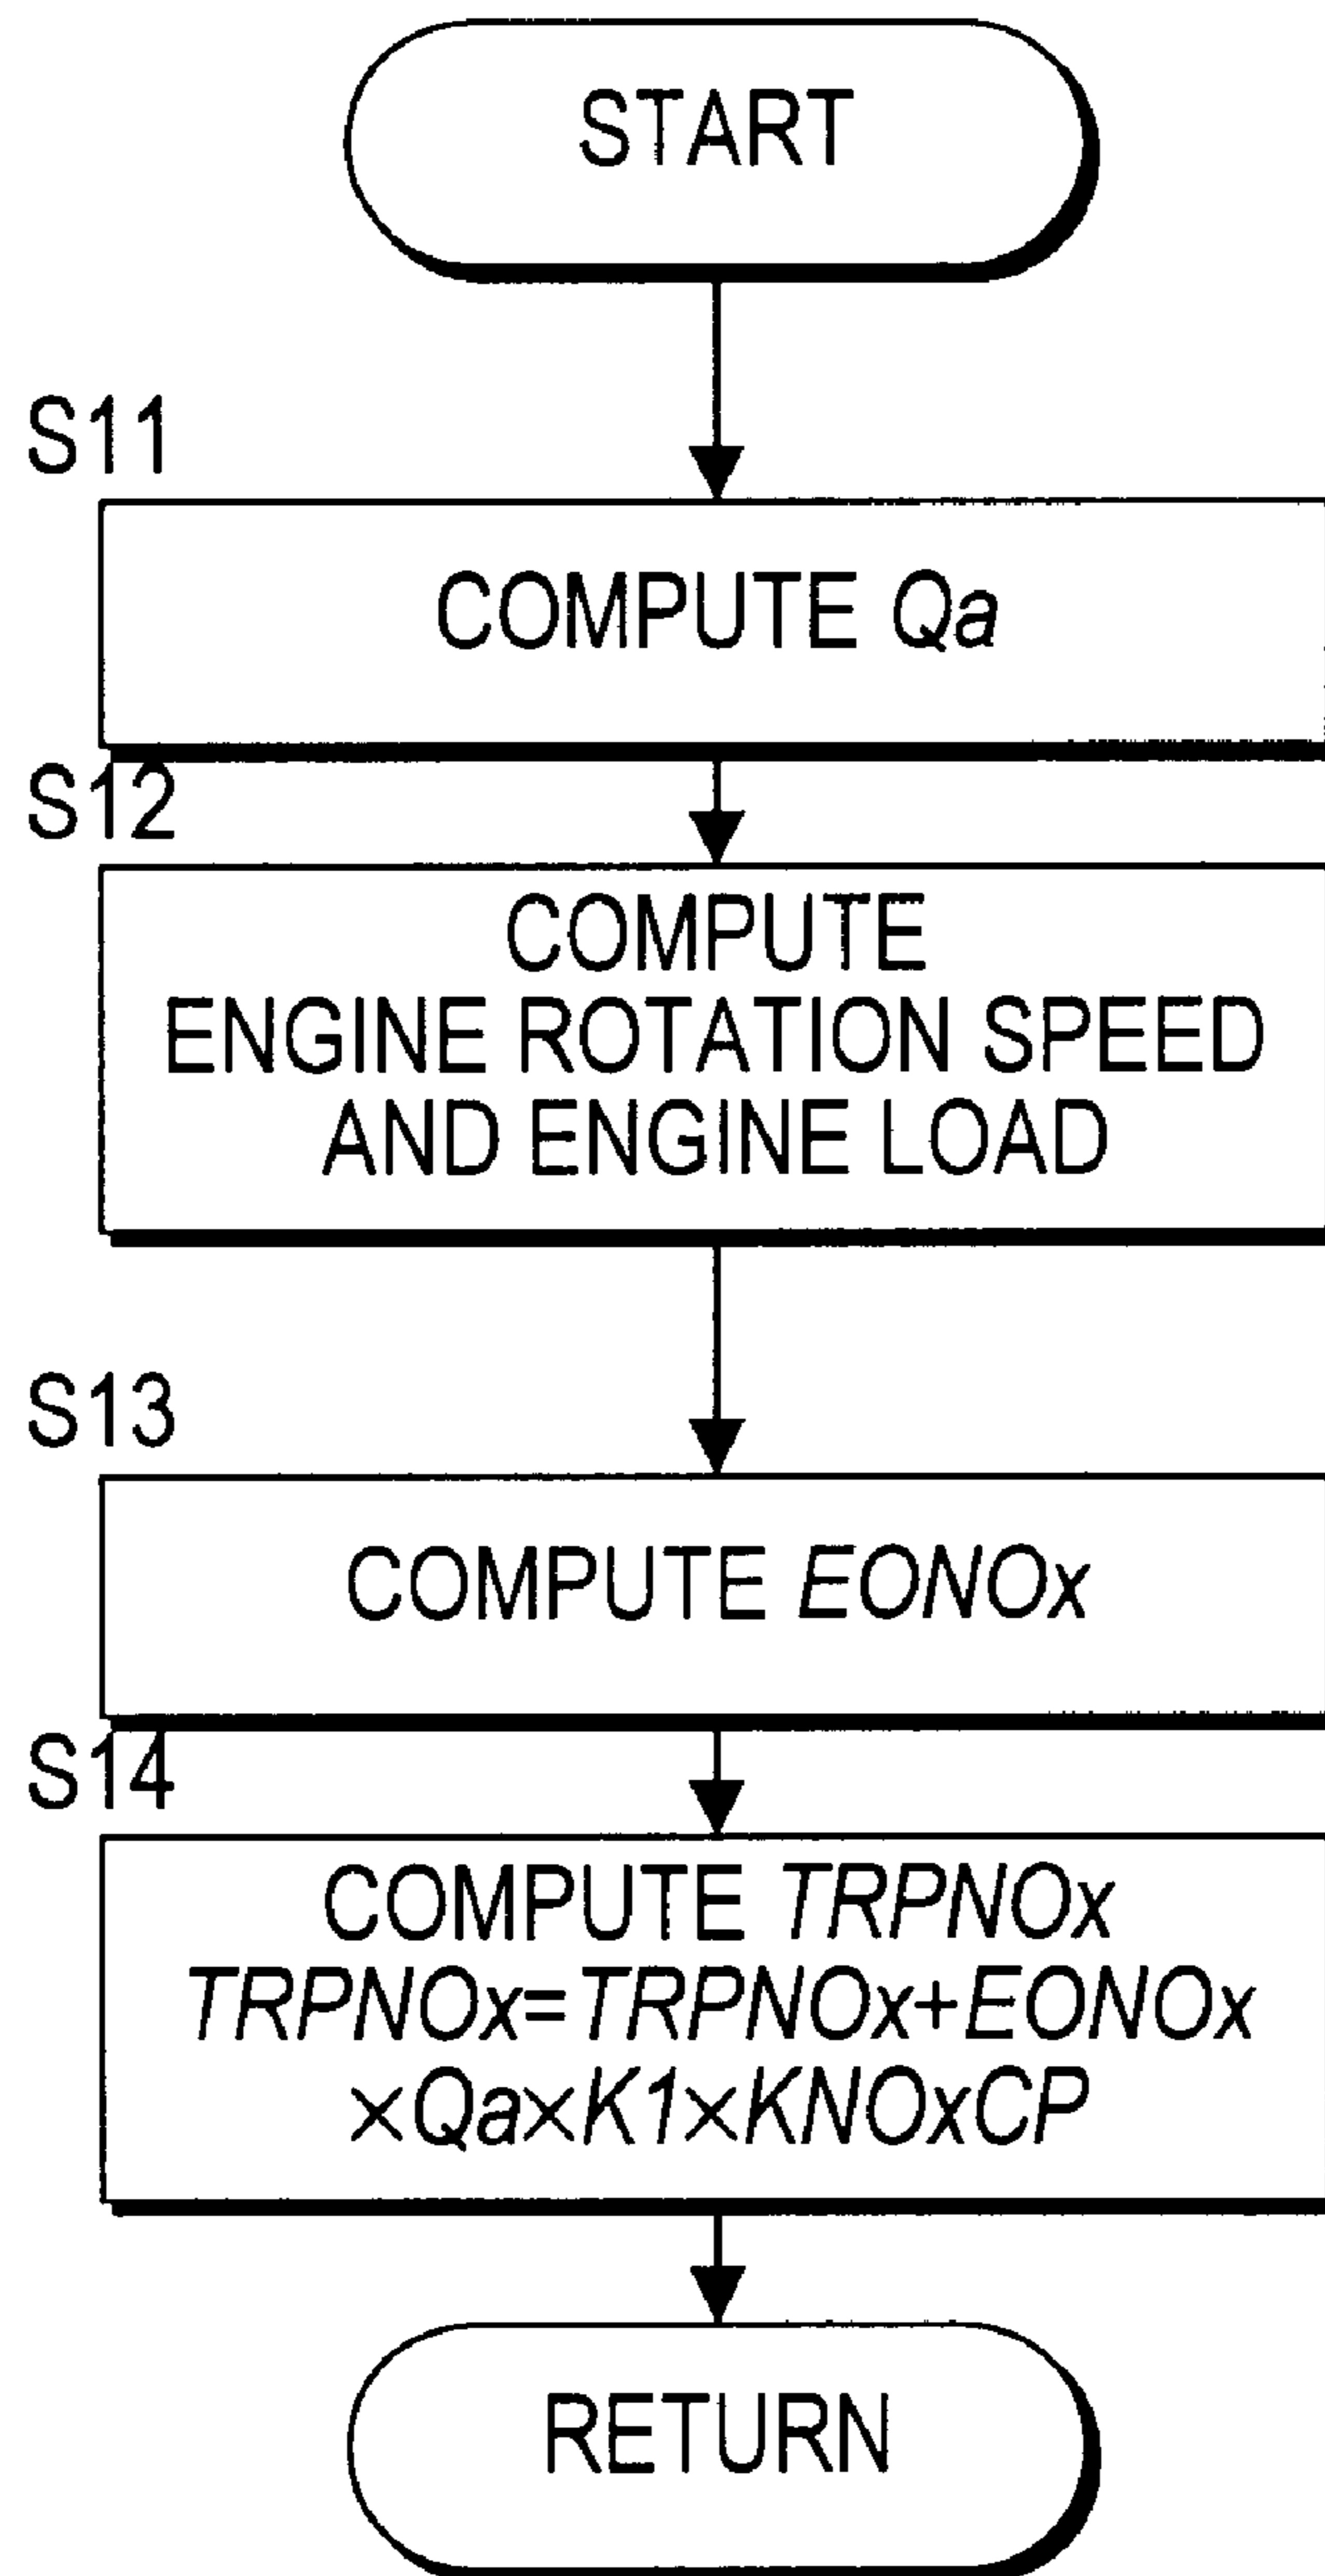 START
S11
COMPUTE Qa
S12
COMPUTE
ENGINE ROTATION SPEED
AND ENGINE LOAD
S13
COMPUTE EONOx
S14
COMPUTE TRPNOx
TRPNOx=TRPNOx+EONOx
×Qa×K1×KNOxCP
RETURN